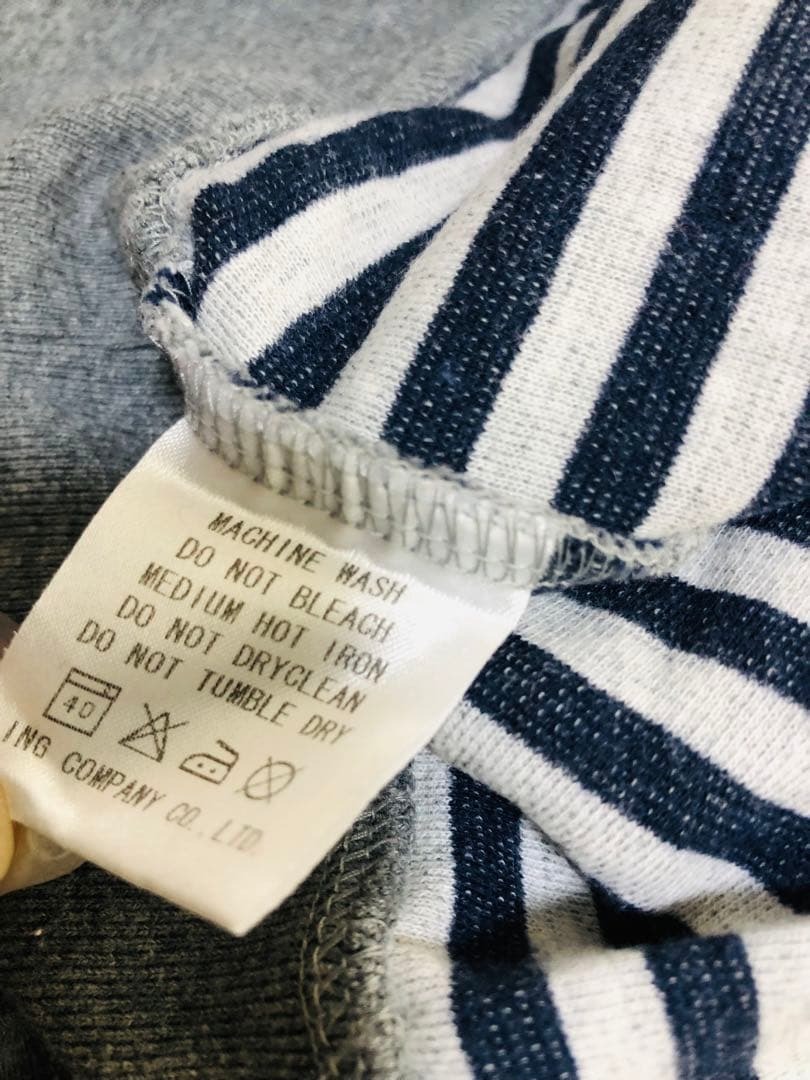 MACHINE WASH
DO NOT BLEACH
MEDIUM HOT IRON
DO NOT DRYCLEAN
DO NOT TUMBLE DRY
40
ING COMPANY CO.,LTD.